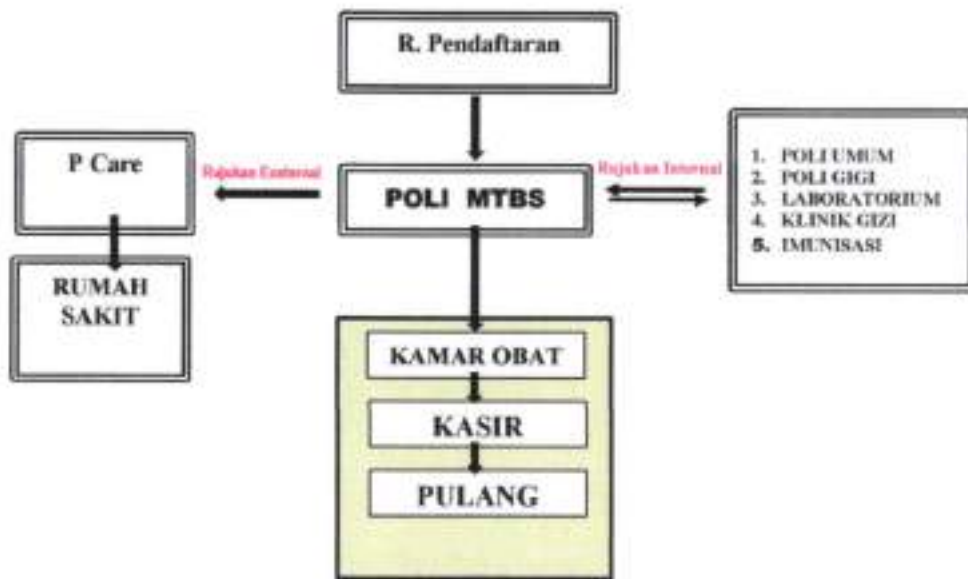 R. Pendaftaran
P Care
Rujukan Eksternal
POLI MTBS
Rujukan Internal
1. POLI UMUM
2. POLI GIGI
3. LABORATORIUM
4. KLINIK GIZI
5. IMUNISASI
RUMAH
SAKIT
KAMAR OBAT
KASIR
PULANG